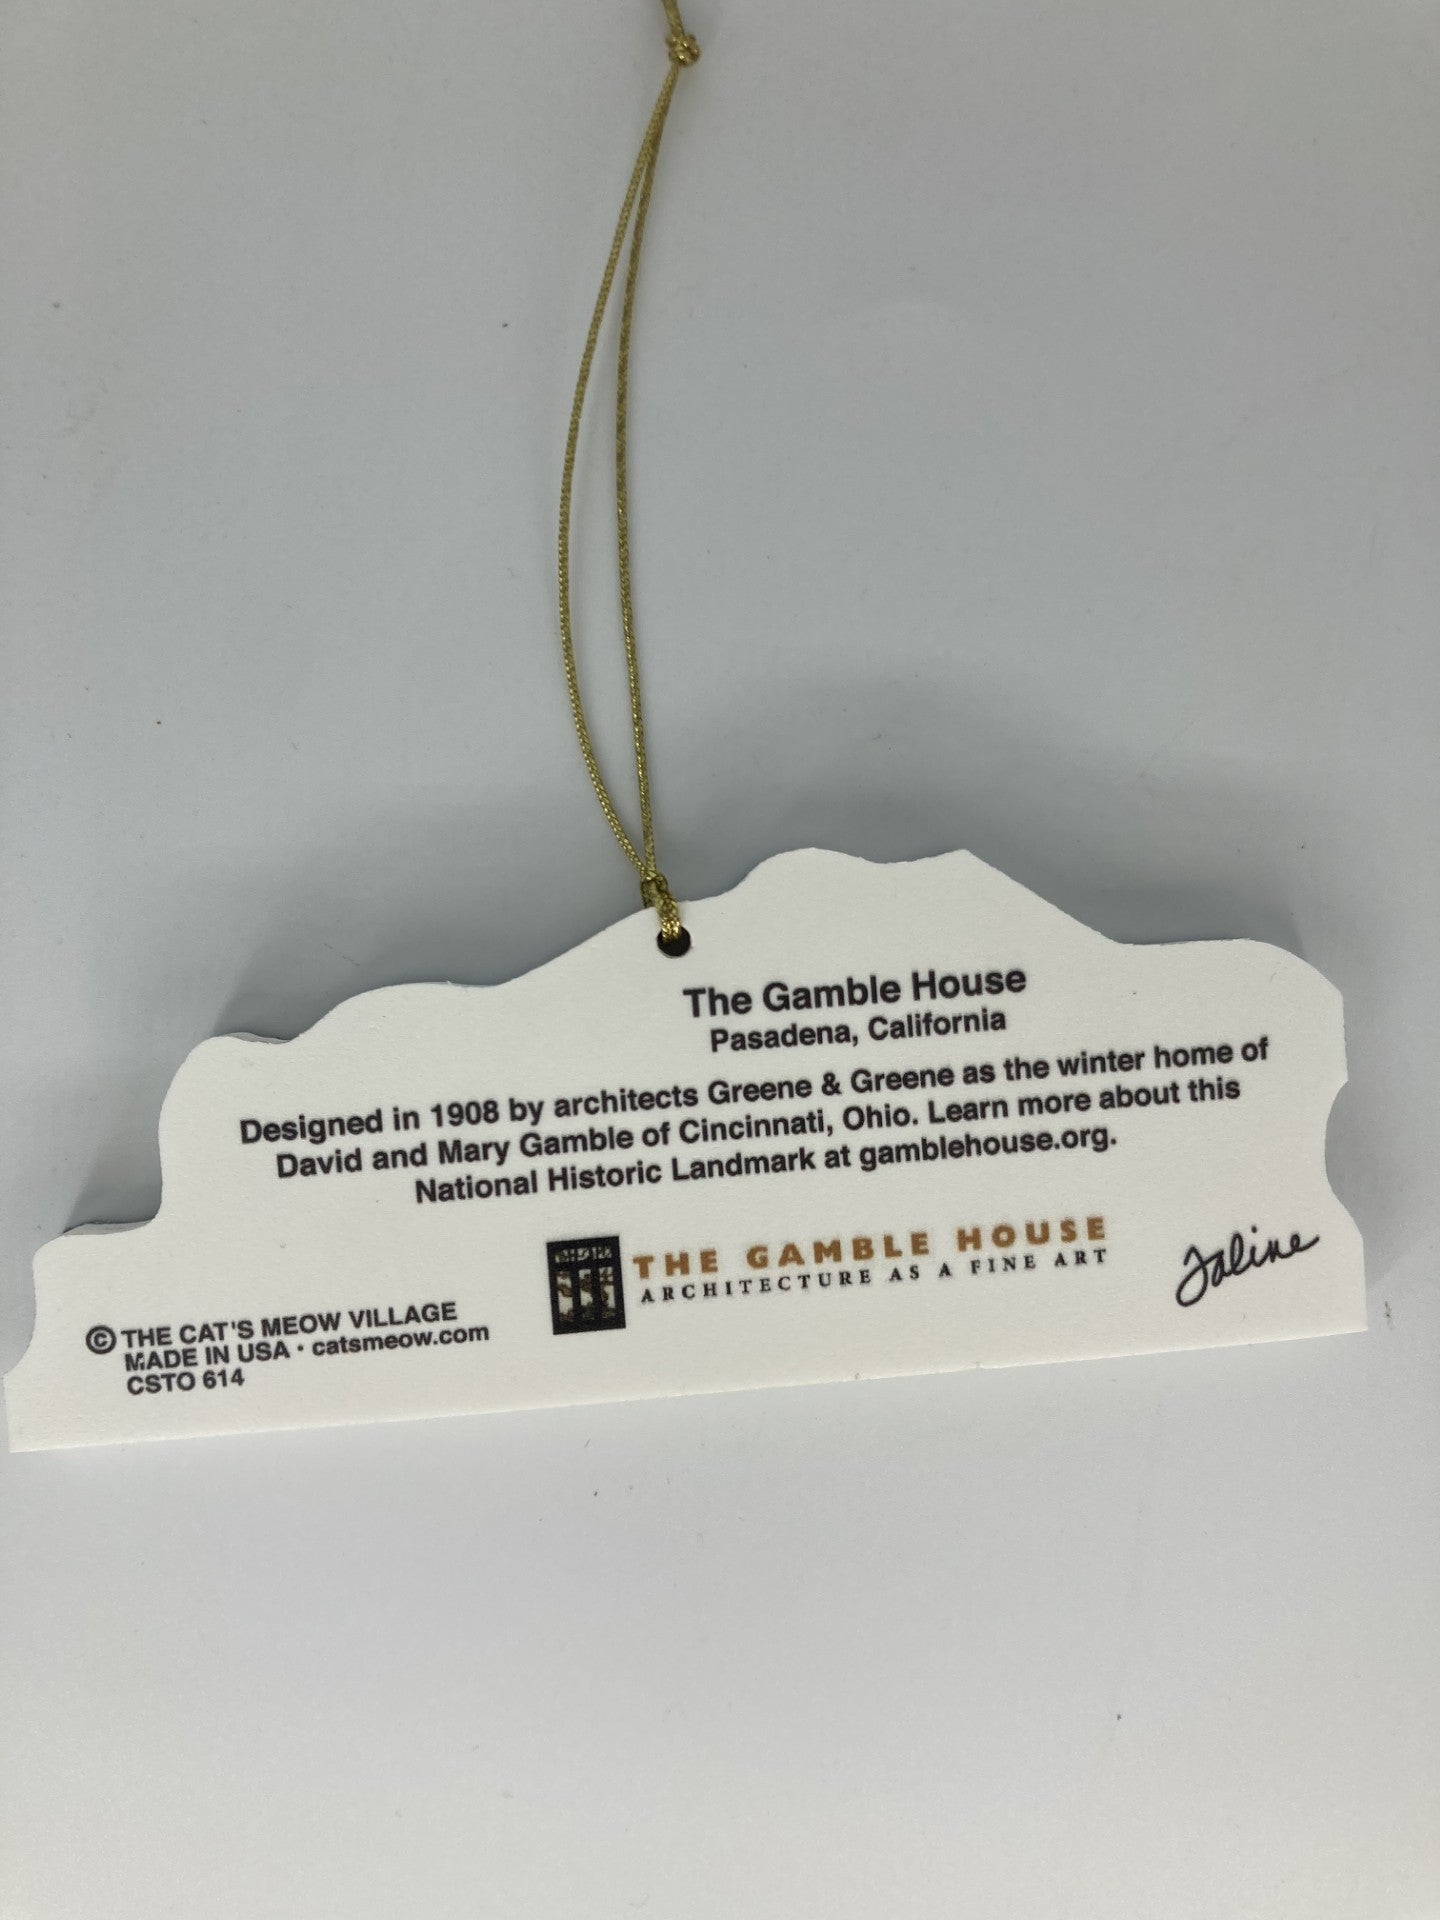 The Gamble House
Pasadena, California
Designed in 1908 by architects Greene & Greene as the winter home of
David and Mary Gamble of Cincinnati, Ohio. Learn more about this
National Historic Landmark at gamblehouse.org.
THE GAMBLE HOUSE
ARCHITECTURE AS A FINE ART
Jaline
© THE CAT'S MEOW VILLAGE
MADE IN USA • catsmeow.com
CSTO 614